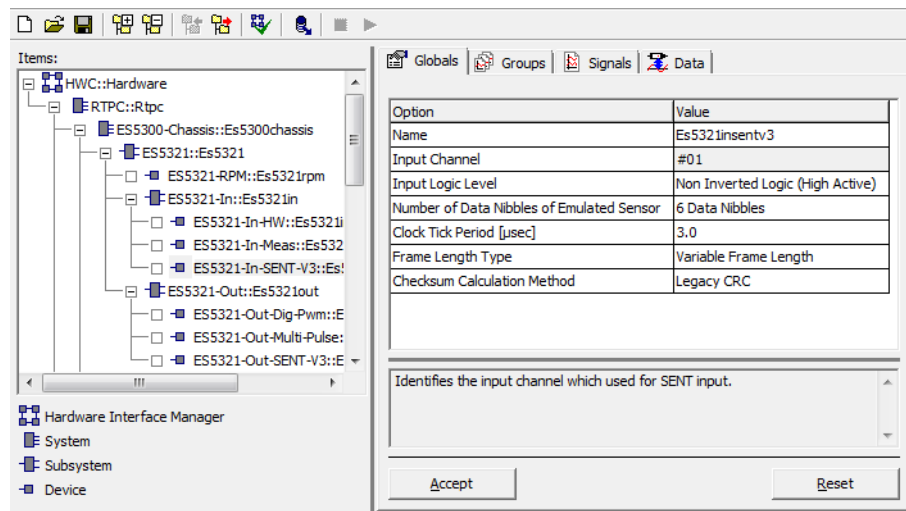 Items:
HWC::Hardware
RTPC::Rtpc
ES5300-Chassis::Es5300chassis
ES5321::Es5321
ES5321-RPM::Es5321rpm
ES5321-In::Es5321in
ES5321-In-HW::Es5321i
ES5321-In-Meas::Es532
ES5321-In-SENT-V3::Es!
ES5321-Out::Es5321out
ES5321-Out-Dig-Pwm::E
ES5321-Out-Multi-Pulse:
ES5321-Out-SENT-V3::E
Hardware Interface Manager
System
Subsystem
Device
Globals Groups Signals Data
Option Value
Name Es5321insentv3
Input Channel #01
Input Logic Level Non Inverted Logic (High Active)
Number of Data Nibbles of Emulated Sensor 6 Data Nibbles
Clock Tick Period [µsec] 3.0
Frame Length Type Variable Frame Length
Checksum Calculation Method Legacy CRC
Identifies the input channel which used for SENT input.
Accept Reset